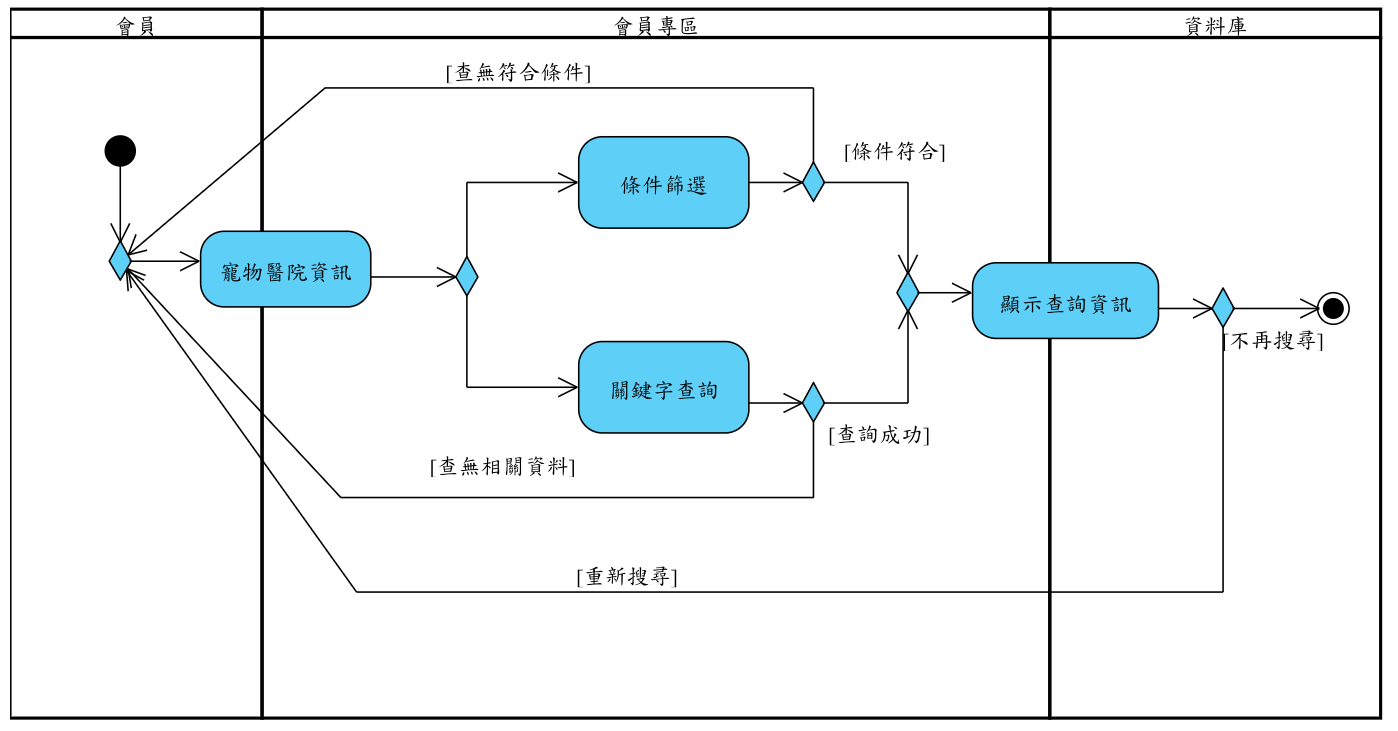 會員
會員專區
資料庫
[查無符合條件]
[條件符合]
條件篩選
寵物醫院資訊
顯示查詢資訊
[不再搜尋]
關鍵字查詢
[查詢成功]
[查無相關資料]
[重新搜尋]